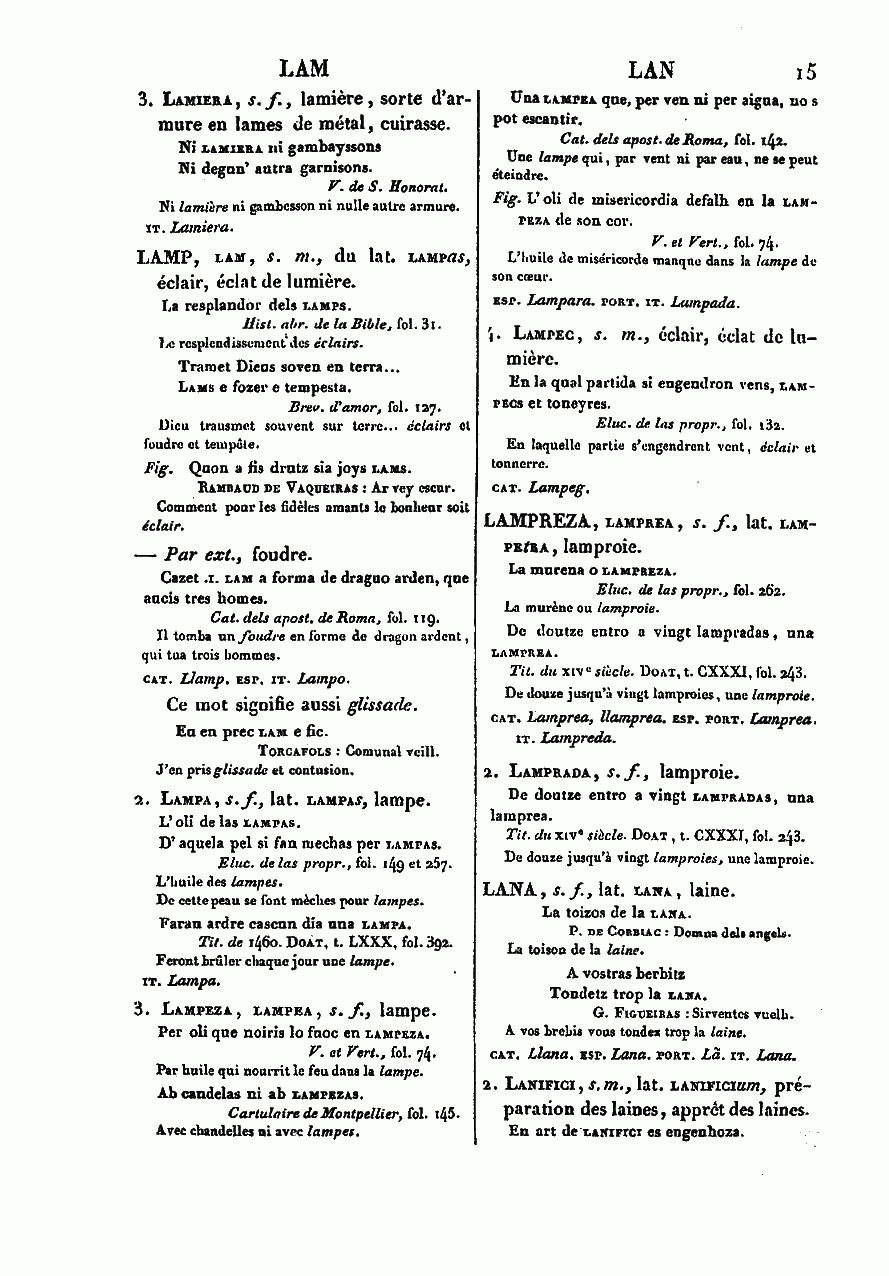 LAM
LAN 15
3. LAMIERA, s. f., lamière, sorte d'ar-
mure en lames de métal, cuirasse.
Ni LAMIERA ni gambayssons
Ni degun' autra garnisons.
V. de S. Honorat.
Ni lamière ni gambesson ni nulle autre armure.
IT. Lamiera.
LAMP, LAM, s. m., du lat. LAMPas,
éclair, éclat de lumière.
La resplandor dels LAMPS.
Hist. abr. de la Bible, fol. 31.
Le resplendissement des éclairs.
Tramet Dieus soven en terra...
LAMS e fozer e tempesta.
Brev. d'amor, fol. 127.
Dieu transmet souvent sur terre... éclairs et
foudre et tempête.
Fig. Quon a fis drutz sia joys LAMS.
RAMBAUD DE VAQUEIRAS : Ar vey escur.
Comment pour les fidèles amants le bonheur soit
éclair.
— Par ext., foudre.
Cazet .I. LAM a forma de draguo arden, que
aucis tres homes.
Cat. dels apost. de Roma, fol. 119.
Il tomba un foudre en forme de dragon ardent,
qui tua trois hommes.
CAT. Llamp. ESP. IT. Lampo.
Ce mot signifie aussi glissade.
En en prec LAM e fic.
TORCAFOLS : Comunal veill.
J'en pris glissade et contusion.
2. LAMPA, s. f., lat. LAMPAS, lampe.
L' oli de las LAMPAS.
D' aquela pel si fan mechas per LAMPAS.
Eluc. de las propr., fol. 149 et 257.
L'huile des lampes.
De cette peau se font mèches pour lampes.
Faran ardre cascun dia una LAMPA.
Tit. de 1460. DOAT, t. LXXX, fol. 392.
Feront brûler chaque jour une lampe.
IT. Lampa.
3. LAMPEZA, LAMPEA, s. f., lampe.
Per oli que noiris lo fuoc en LAMPEZA.
V. et Vert., fol. 74.
Par huile qui nourrit le feu dans la lampe.
Ab candelas ni ab LAMPEZAS.
Cartulaire de Montpellier, fol. 145.
Avec chandelles ni avec lampes.
Una LAMPEA que, per ven ni per aigua, no s
pot escantir.
Cat. dels apost. de Roma, fol. 142.
Une lampe qui, par vent ni par eau, ne se peut
éteindre.
Fig. L' oli de misericordia defalh en la LAM-
PEZA de son cor.
V. et Vert., fol. 74.
L'huile de miséricorde manque dans la lampe de
son cœur.
ESP. Lampara. PORT. IT. Lampada.
4. LAMPEC, s. m., éclair, éclat de lu-
mière.
En la qual partida si engendron vens, LAM-
PECS et toneyres.
Eluc. de las propr., fol. 132.
En laquelle partie s'engendrent vent, éclair et
tonnerre.
CAT. Lampeg.
LAMPREZA, LAMPREA, s. f., lat. LAM-
PEtRA, lamproie.
La murena o LAMPREZA.
Eluc. de las propr., fol. 262.
La murène ou lamproie.
De doutze entro a vingt lampradas, una
LAMPREA.
Tit. du XIVe siècle. DOAT, t. CXXXI, fol. 243.
De douze jusqu'à vingt lamproies, une lamproie.
CAT. Lamprea, llamprea. ESP. PORT. Lamprea.
IT. Lampreda.
2. LAMPRADA, s. f., lamproie.
De doutze entro a vingt LAMPRADAS, una
lamprea.
Tit. du XIVe siècle. DOAT, t. CXXXI, fol. 243.
De douze jusqu'à vingt lamproies, une lamproie.
LANA, s. f., lat. LANA, laine.
La toizos de la LANA.
P. DE CORBIAC : Domna dels angels.
La toison de la laine.
A vostras berbitz
Tondetz trop la LANA.
G. FIGUEIRAS : Sirventes vuelh.
A vos brebis vous tondez trop la laine.
CAT. Llana. ESP. Lana. PORT. Lã. IT. Lana.
2. LANIFICI, s. m., lat. LANIFICIum, pré-
paration des laines, apprêt des laines.
En art de LANIFICI es engenhoza.